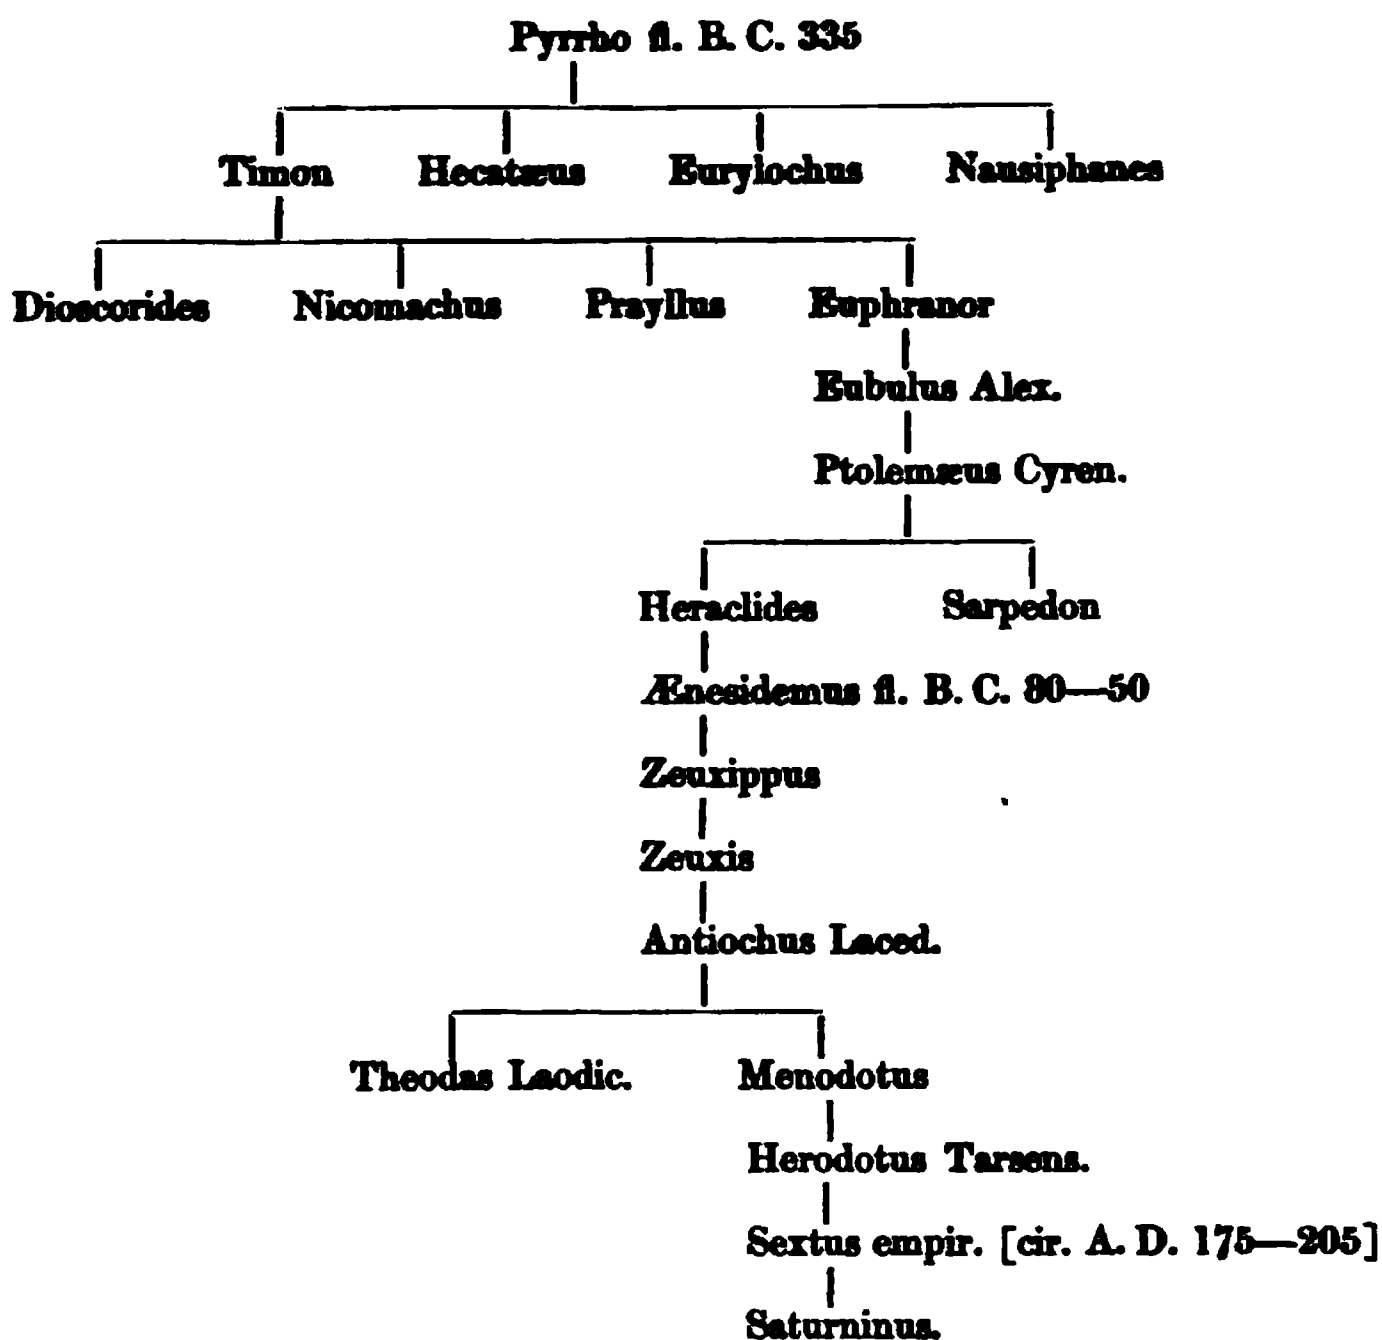 Pyrrho fl. B. C. 335
Timon Hecatæus Eurylochus Nausiphanes
Dioscorides Nicomachus Prayllus Euphranor
Eubulus Alex.
Ptolemæus Cyren.
Heraclides Sarpedon
Ænesidemus fl. B. C. 80—50
Zeuxippus
Zeuxis
Antiochus Laced.
Theodas Laodic. Menodotus
Herodotus Tarsens.
Sextus empir. [cir. A. D. 175—205]
Saturninus.